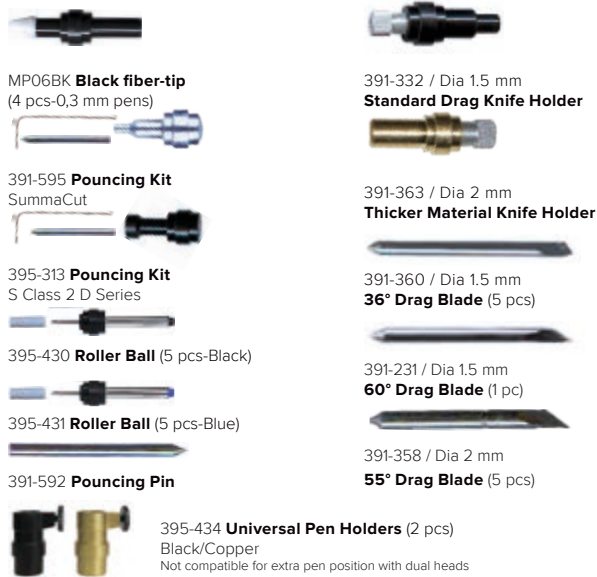 MP06BK Black fiber-tip
(4 pcs-0,3 mm pens)
391-595 Pouncing Kit
SummaCut
395-313 Pouncing Kit
S Class 2 D Series
395-430 Roller Ball (5 pcs-Black)
395-431 Roller Ball (5 pcs-Blue)
391-592 Pouncing Pin
391-332 / Dia 1.5 mm
Standard Drag Knife Holder
391-363 / Dia 2 mm
Thicker Material Knife Holder
391-360 / Dia 1.5 mm
36° Drag Blade (5 pcs)
391-231 / Dia 1.5 mm
60° Drag Blade (1 pc)
391-358 / Dia 2 mm
55° Drag Blade (5 pcs)
395-434 Universal Pen Holders (2 pcs)
Black/Copper
Not compatible for extra pen position with dual heads